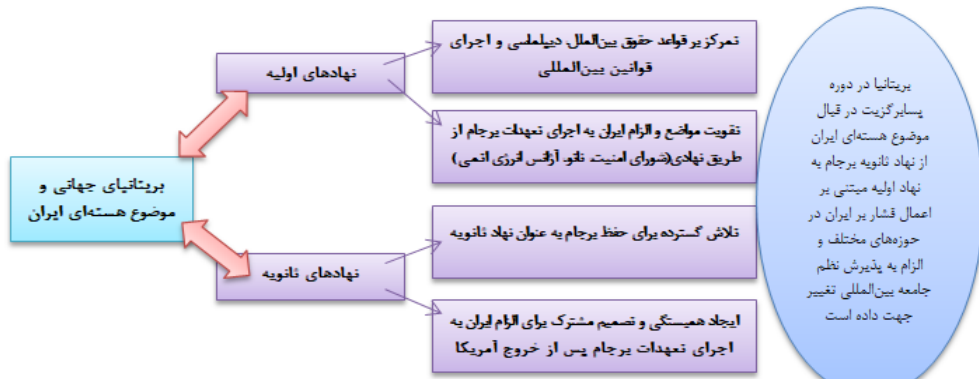 بریتانیای جهانی و
موضوع هسته‌ای ایران
نهادهای اولیه
تمرکز بر قواعد حقوق بین‌الملل، دیپلماسی و اجرای
قوانین بین‌المللی
تقویت مواضع و الزام ایران به اجرای تعهدات برجام از
طریق نهادی(شورای امنیت، ناتو، آژانس انرژی اتمی)
نهادهای ثانویه
تلاش گسترده برای حفظ برجام به عنوان نهاد ثانویه
ایجاد همبستگی و تصمیم مشترک برای الزام ایران به
اجرای تعهدات برجام پس از خروج آمریکا
بریتانیا در دوره
پسابرگزیت در قبال
موضوع هسته‌ای ایران
از نهاد ثانویه برجام به
نهاد اولیه مبتنی بر
اعمال فشار بر ایران در
حوزه‌های مختلف و
الزام به پذیرش نظم
جامعه بین‌المللی تغییر
جهت داده است